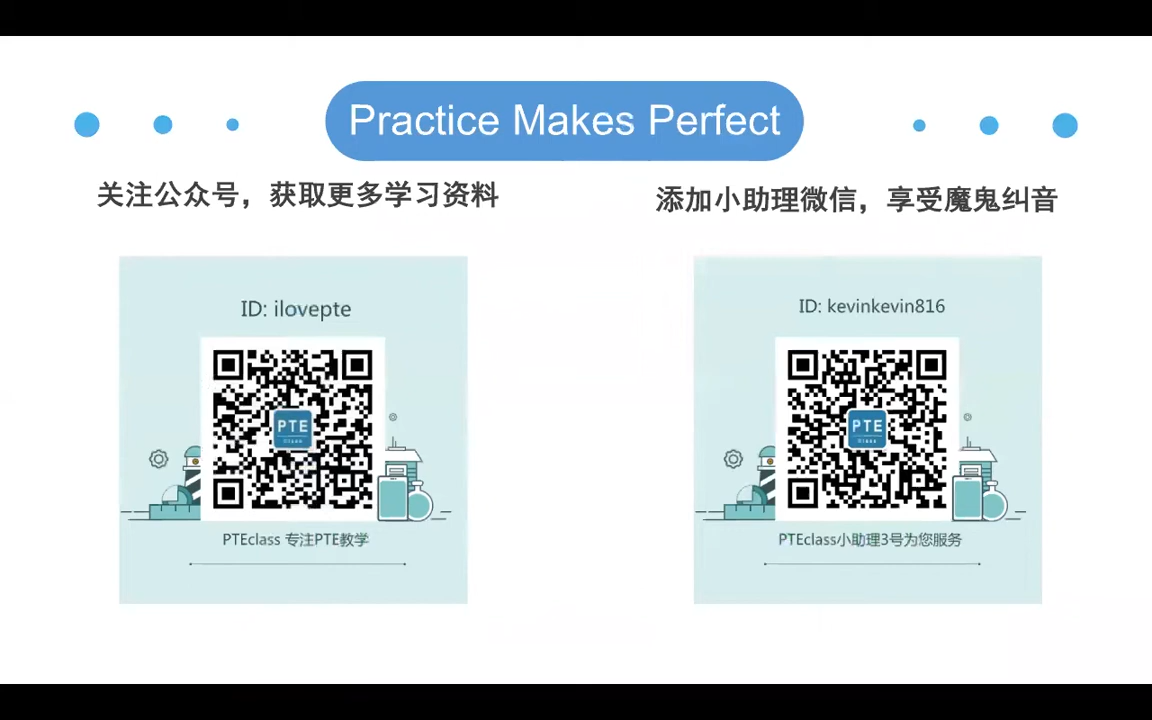 Practice Makes Perfect
关注公众号，获取更多学习资料
添加小助理微信，享受魔鬼纠音
ID: ilovepte
PTE
Class
PTEclass 专注PTE教学
ID: kevinkevin816
PTE
Class
PTEclass小助理3号为您服务